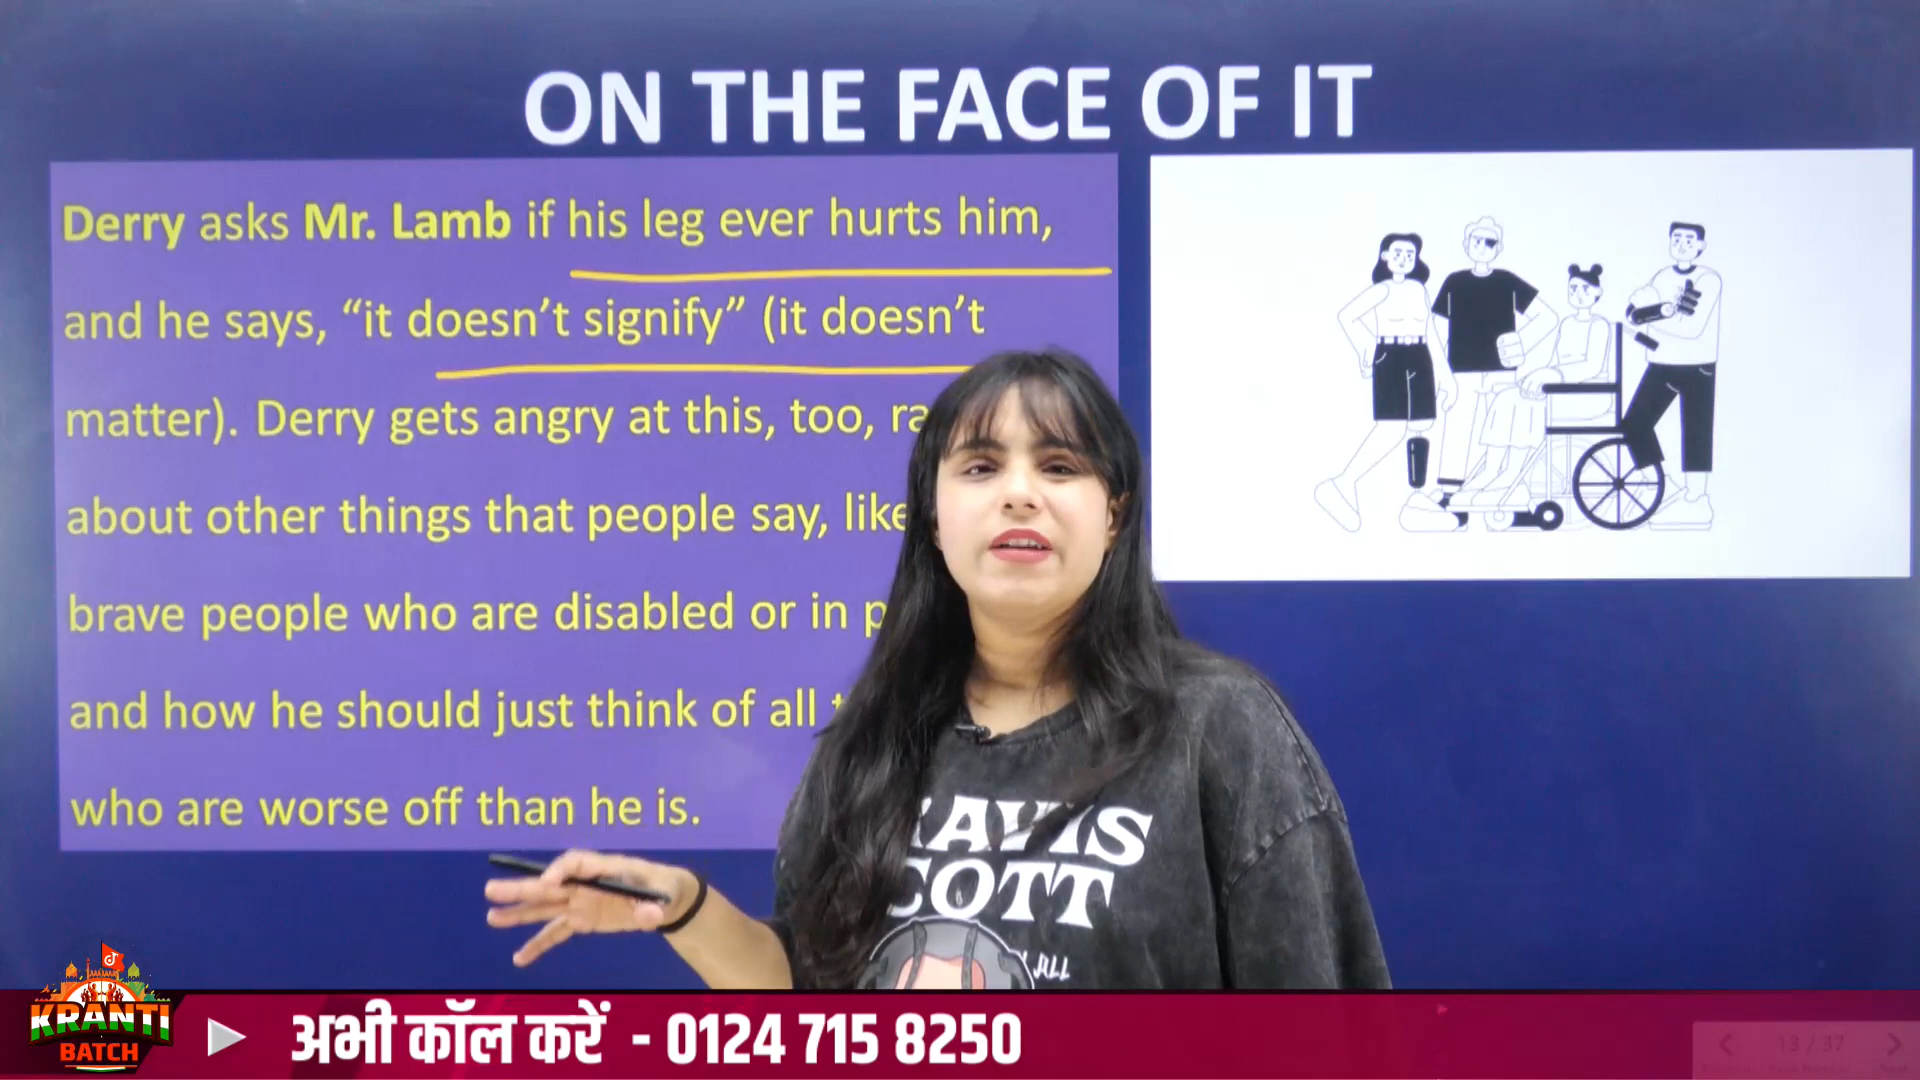 ON THE FACE OF IT
Derry asks Mr. Lamb if his leg ever hurts him,
and he says, “it doesn’t signify” (it doesn’t
matter). Derry gets angry at this, too,
about other things that people say, like
brave people who are disabled or in
and how he should just think of all
who are worse off than he is.
COTT
KRANTI
BATCH
अभी कॉल करें - 0124 715 8250
13 / 37